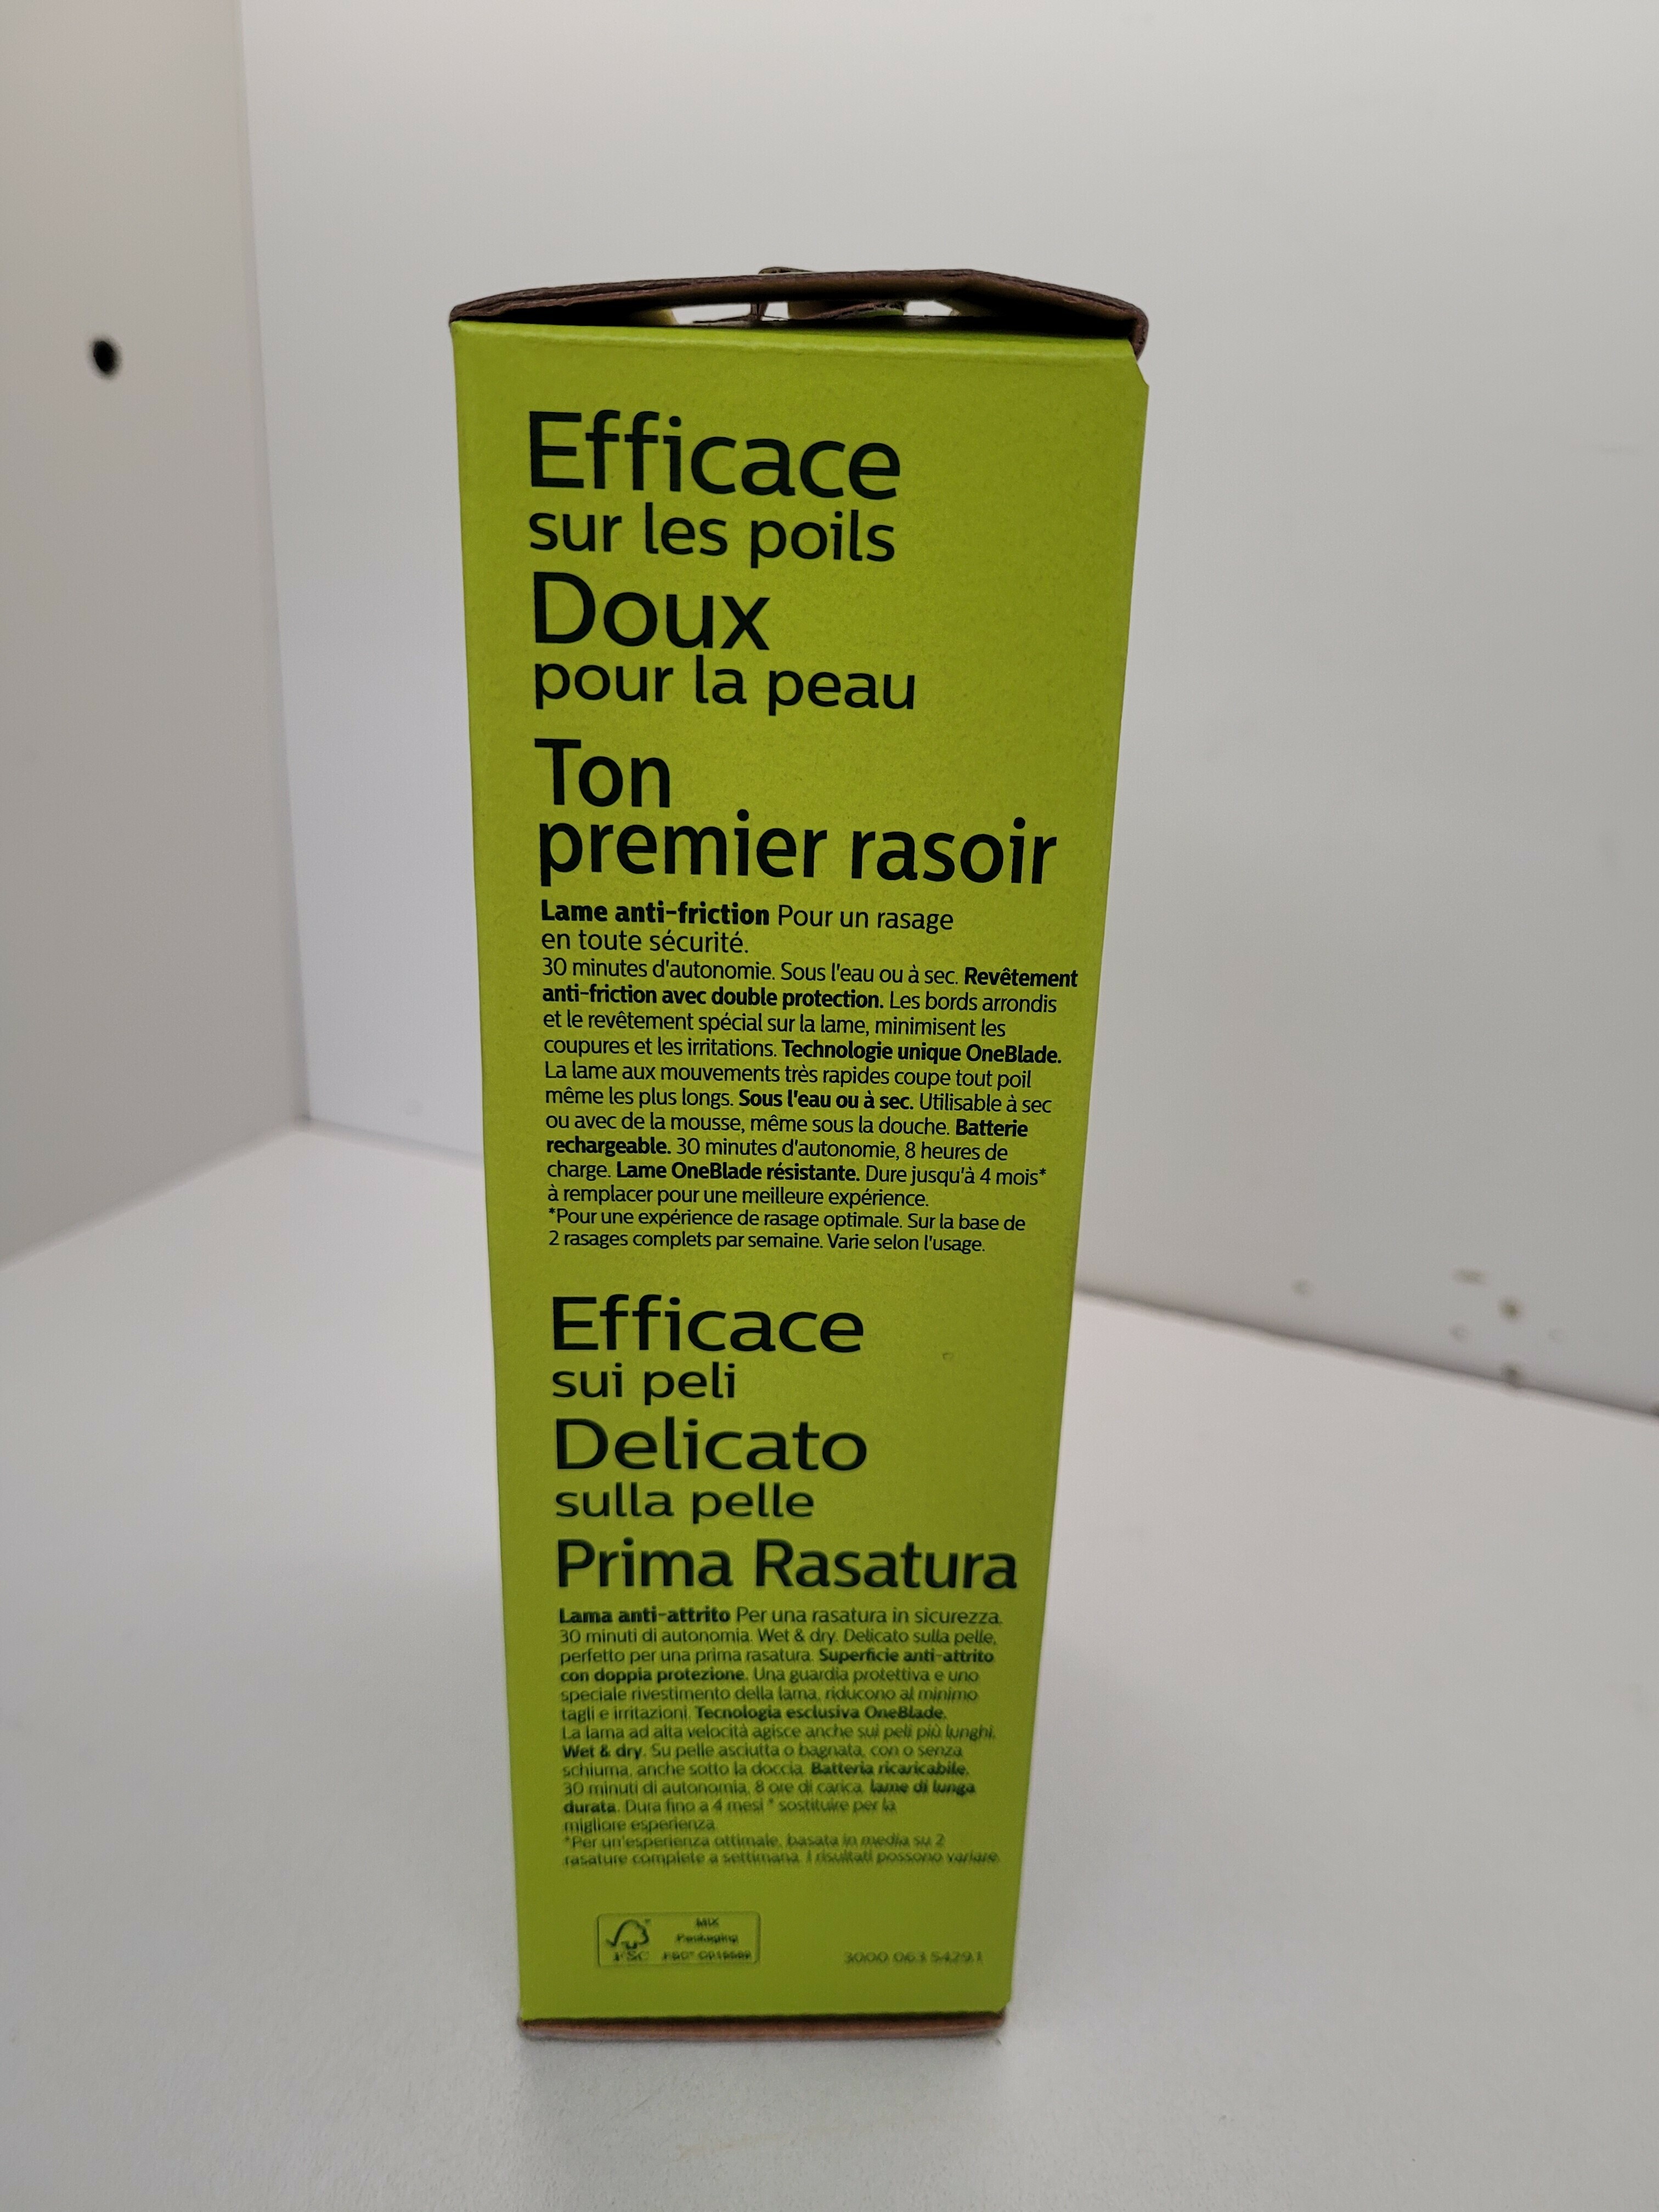 Efficace
sur les poils
Doux
pour la peau
Ton
premier rasoir
Lame anti-friction Pour un rasage
en toute sécurité.
30 minutes d'autonomie. Sous l'eau ou à sec. Revêtement
anti-friction avec double protection. Les bords arrondis
et le revêtement spécial sur la lame, minimisent les
coupures et les irritations. Technologie unique OneBlade.
La lame aux mouvements très rapides coupe tout poil
même les plus longs. Sous l'eau ou à sec. Utilisable à sec
ou avec de la mousse, même sous la douche. Batterie
rechargeable. 30 minutes d'autonomie, 8 heures de
charge. Lame OneBlade résistante. Dure jusqu'à 4 mois*
à remplacer pour une meilleure expérience.
*Pour une expérience de rasage optimale. Sur la base de
2 rasages complets par semaine. Varie selon l'usage.
Efficace
sui peli
Delicato
sulla pelle
Prima Rasatura
Lama anti-attrito Per una rasatura in sicurezza.
30 minuti di autonomia. Wet & dry. Delicato sulla pelle,
perfetto per una prima rasatura. Superficie anti-attrito
con doppia protezione. Una guardia protettiva e uno
speciale rivestimento della lama, riducono al minimo
tagli e irritazioni. Tecnologia esclusiva OneBlade.
La lama ad alta velocità agisce anche sui peli più lunghi.
Wet & dry. Su pelle asciutta o bagnata, con o senza
schiuma, anche sotto la doccia. Batteria ricaricabile.
30 minuti di autonomia, 8 ore di carica. lame di lunga
durata. Dura fino a 4 mesi * sostituire per la
migliore esperienza.
*Per un'esperienza ottimale, basata in media su 2
rasature complete a settimana. I risultati possono variare.
MIX
Packaging
FSC
3000 063 5429.1